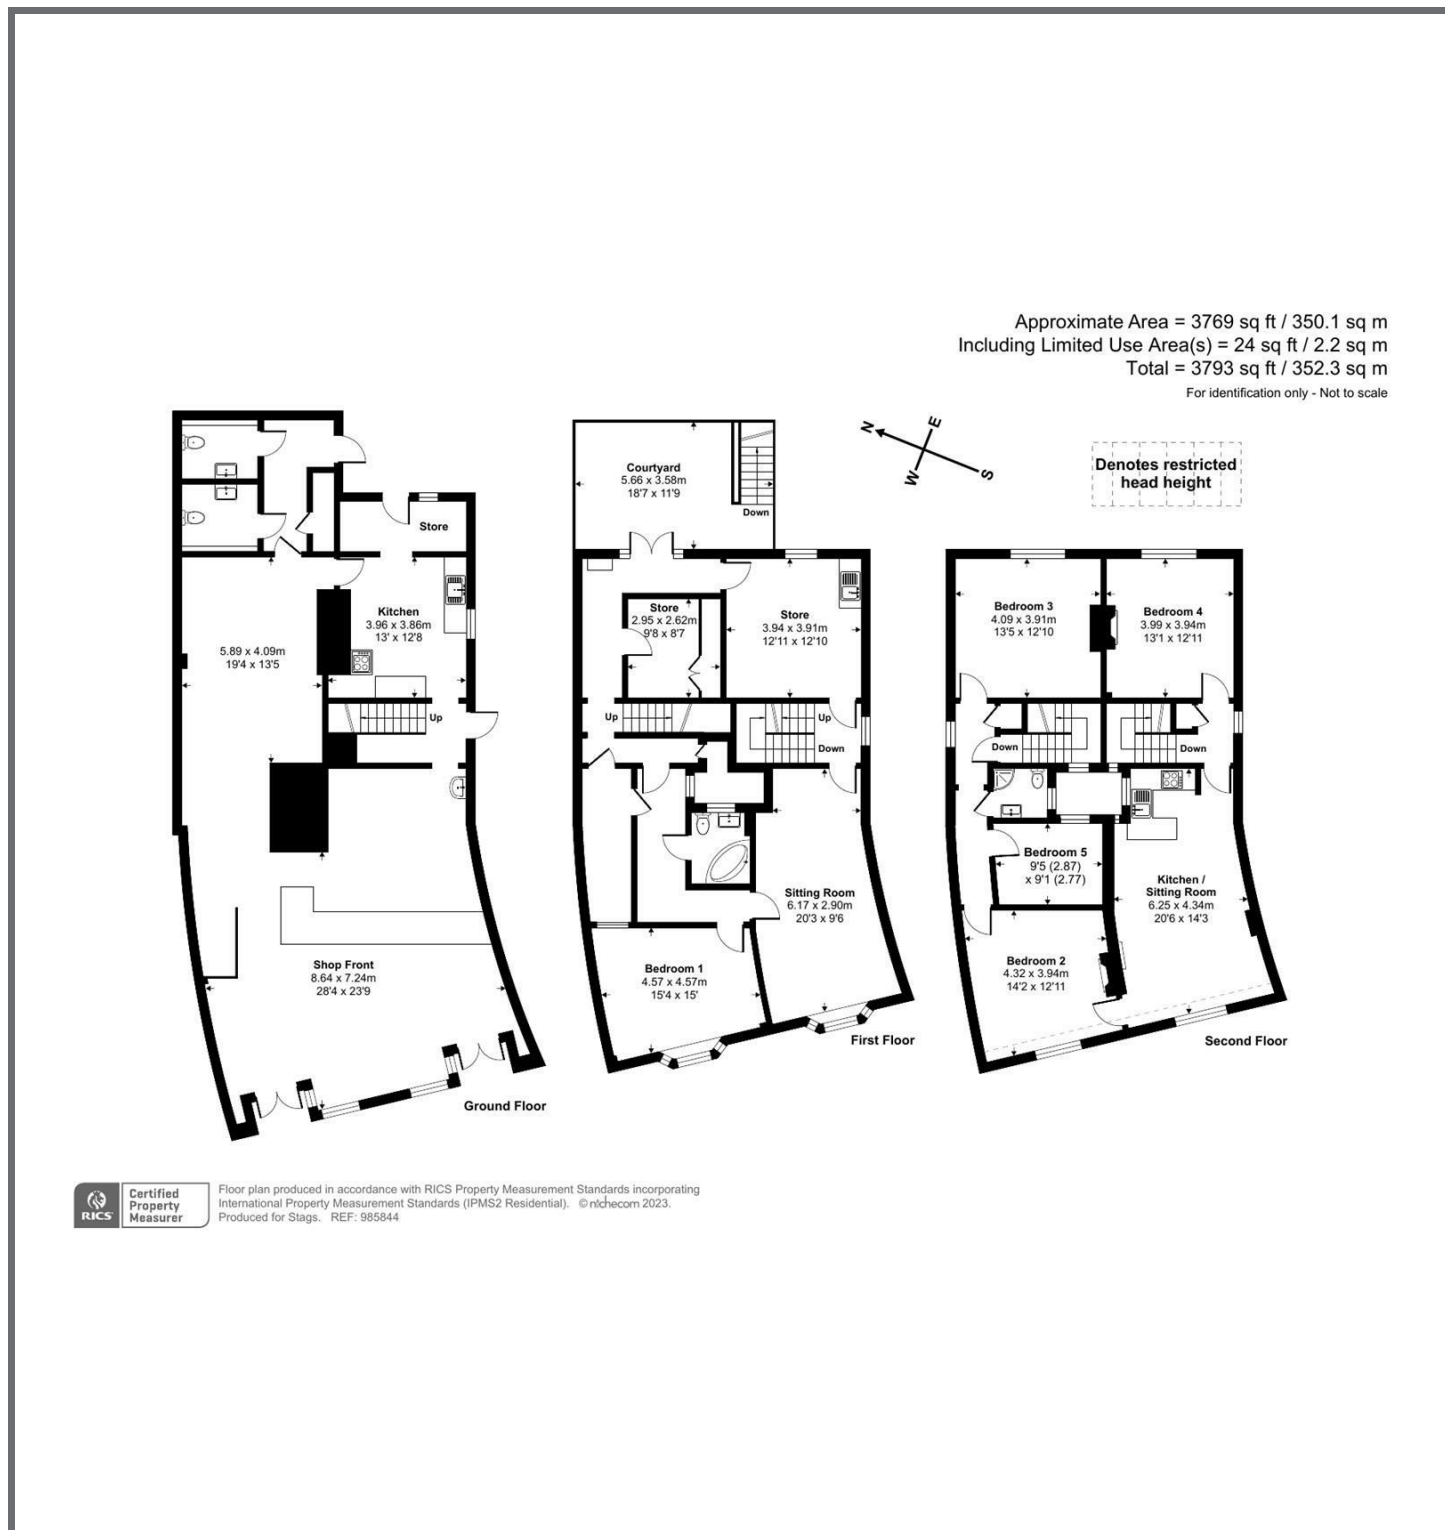 Approximate Area = 3769 sq ft / 350.1 sq m
Including Limited Use Area(s) = 24 sq ft / 2.2 sq m
Total = 3793 sq ft / 352.3 sq m
For identification only - Not to scale
N
E
W
S
Denotes restricted
head height
Store
Kitchen
3.96 x 3.86m
13' x 12'8
5.89 x 4.09m
19'4 x 13'5
Up
Shop Front
8.64 x 7.24m
28'4 x 23'9
Ground Floor
Courtyard
5.66 x 3.58m
18'7 x 11'9
Down
Store
2.95 x 2.62m
9'8 x 8'7
Store
3.94 x 3.91m
12'11 x 12'10
Up
Up
Down
Sitting Room
6.17 x 2.90m
20'3 x 9'6
Bedroom 1
4.57 x 4.57m
15'4 x 15'
First Floor
Bedroom 3
4.09 x 3.91m
13'5 x 12'10
Bedroom 4
3.99 x 3.94m
13'1 x 12'11
Down
Down
Bedroom 5
9'5 (2.87)
x 9'1 (2.77)
Kitchen /
Sitting Room
6.25 x 4.34m
20'6 x 14'3
Bedroom 2
4.32 x 3.94m
14'2 x 12'11
Second Floor
RICS
Certified
Property
Measurer
Floor plan produced in accordance with RICS Property Measurement Standards incorporating
International Property Measurement Standards (IPMS2 Residential). © nichecom 2023.
Produced for Stags. REF: 985844